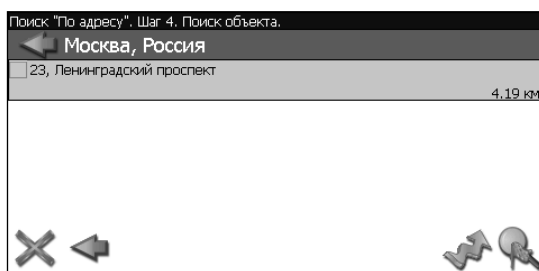 Поиск "По адресу". Шаг 4. Поиск объекта.
Москва, Россия
23, Ленинградский проспект
4.19 км